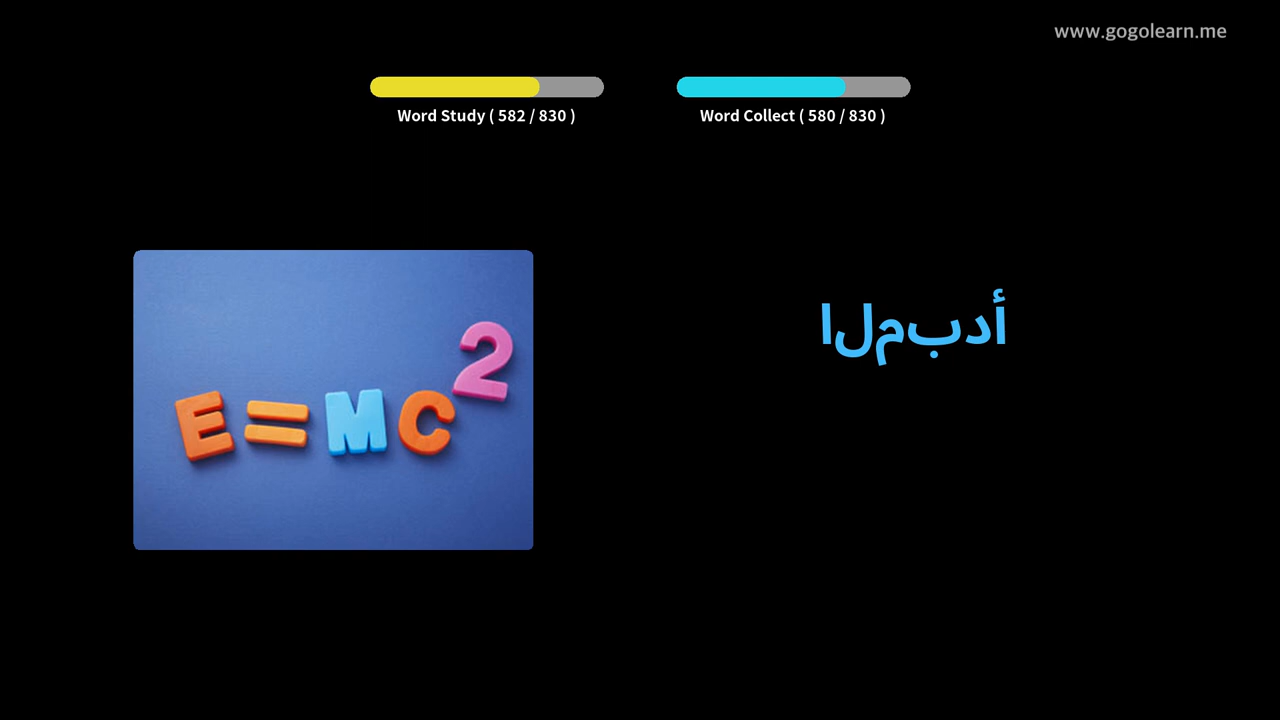 www.gogolearn.me
Word Study ( 582 / 830 )
Word Collect ( 580 / 830 )
E=MC2
المبدأ